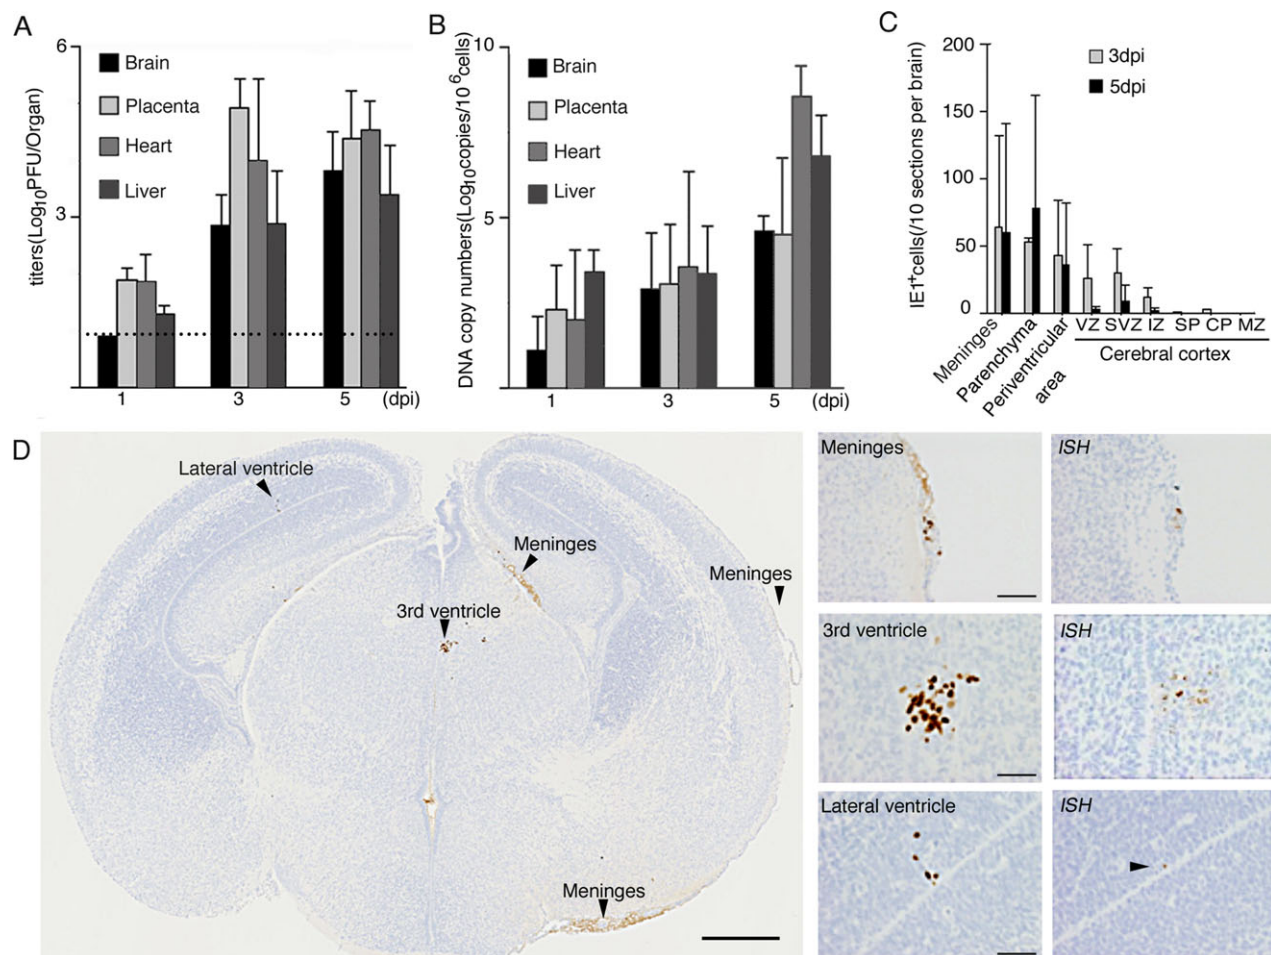 A
titers(Log10PFU/Organ)
6
3
Brain
Placenta
Heart
Liver
1
3
5
(dpi)
B
DNA copy numbers(Log10copies/10 6cells)
10
5
Brain
Placenta
Heart
Liver
1
3
5
(dpi)
C
IE1+cells(/10 sections per brain)
200
150
100
50
0
3dpi
5dpi
Meninges
Parenchyma
Periventricular
area
VZ SVZ IZ SP CP MZ
Cerebral cortex
D
Lateral ventricle
Meninges
Meninges
3rd ventricle
Meninges
Meninges
ISH
3rd ventricle
ISH
Lateral ventricle
ISH